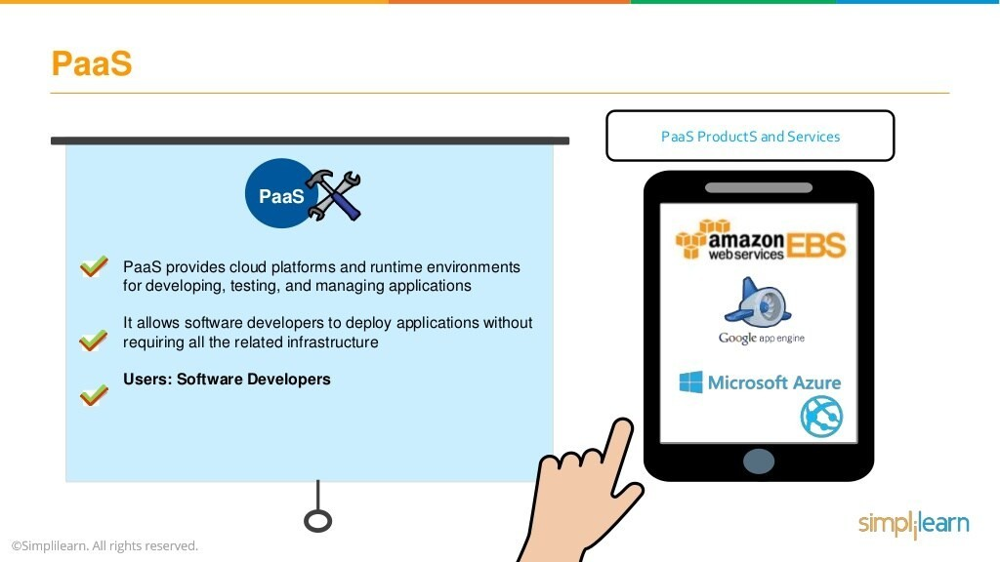 PaaS
PaaS ProductS and Services
PaaS
PaaS provides cloud platforms and runtime environments
for developing, testing, and managing applications
It allows software developers to deploy applications without
requiring all the related infrastructure
Users: Software Developers
amazon
webservices
EBS
Google app engine
Microsoft Azure
simplilearn
©Simplilearn. All rights reserved.